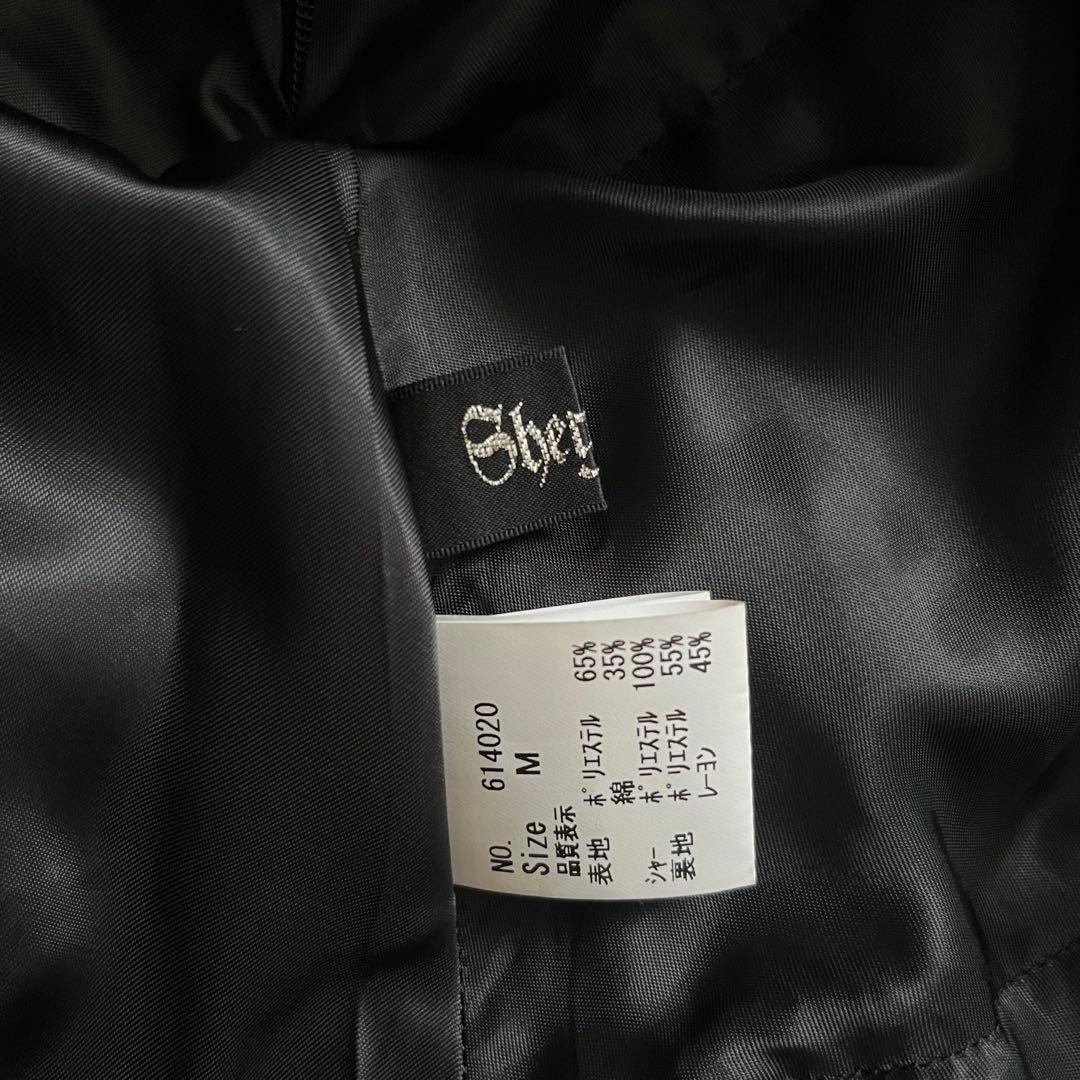 Sher
NO. 614020
Size M
品質表示
表地 ポリエステル 65%
綿 35%
シャー ポリエステル 100%
裏地 ポリエステル 55%
レーヨン 45%